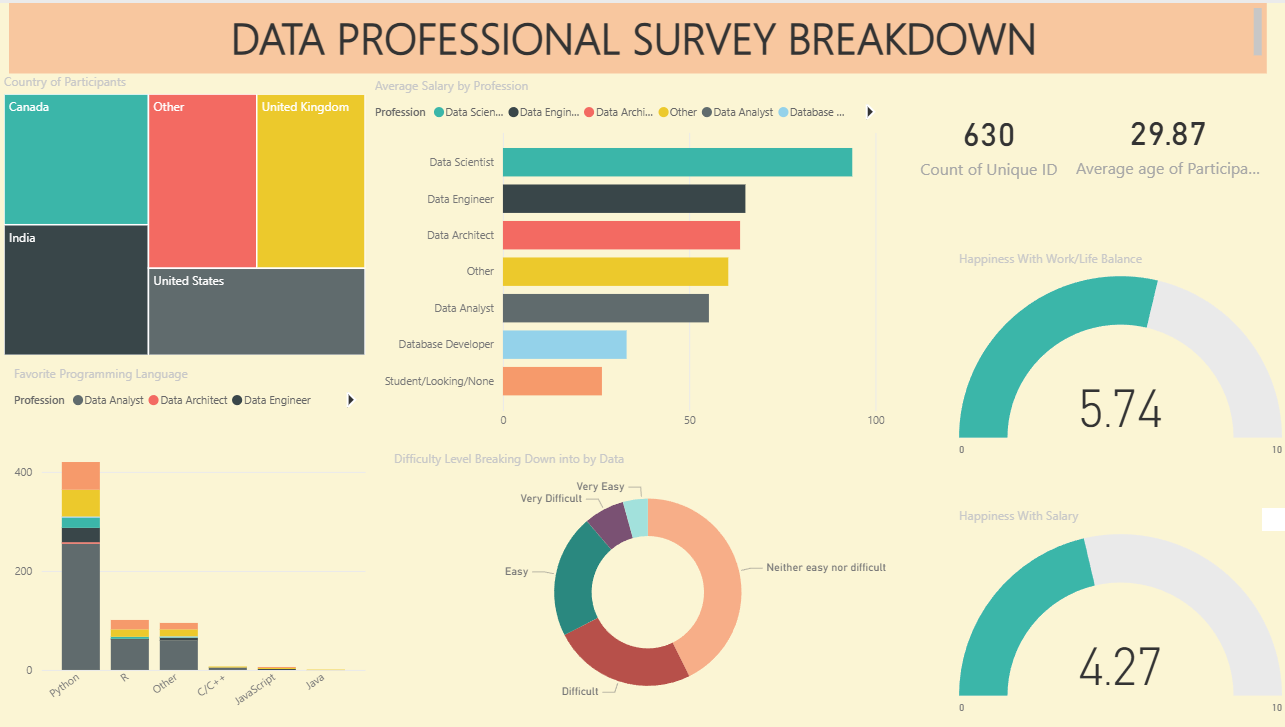 DATA PROFESSIONAL SURVEY BREAKDOWN
Country of Participants
Canada
Other
United Kingdom
India
United States
Average Salary by Profession
Profession Data Scien... Data Engin... Data Archi... Other Data Analyst Database ...
Data Scientist
Data Engineer
Data Architect
Other
Data Analyst
Database Developer
Student/Looking/None
0 50 100
630
Count of Unique ID
29.87
Average age of Participa...
Happiness With Work/Life Balance
5.74
0 10
Favorite Programming Language
Profession Data Analyst Data Architect Data Engineer
400
200
0
Python R Other C/C++ JavaScript Java
Difficulty Level Breaking Down into by Data
Very Easy
Very Difficult
Easy
Neither easy nor difficult
Difficult
Happiness With Salary
4.27
0 10